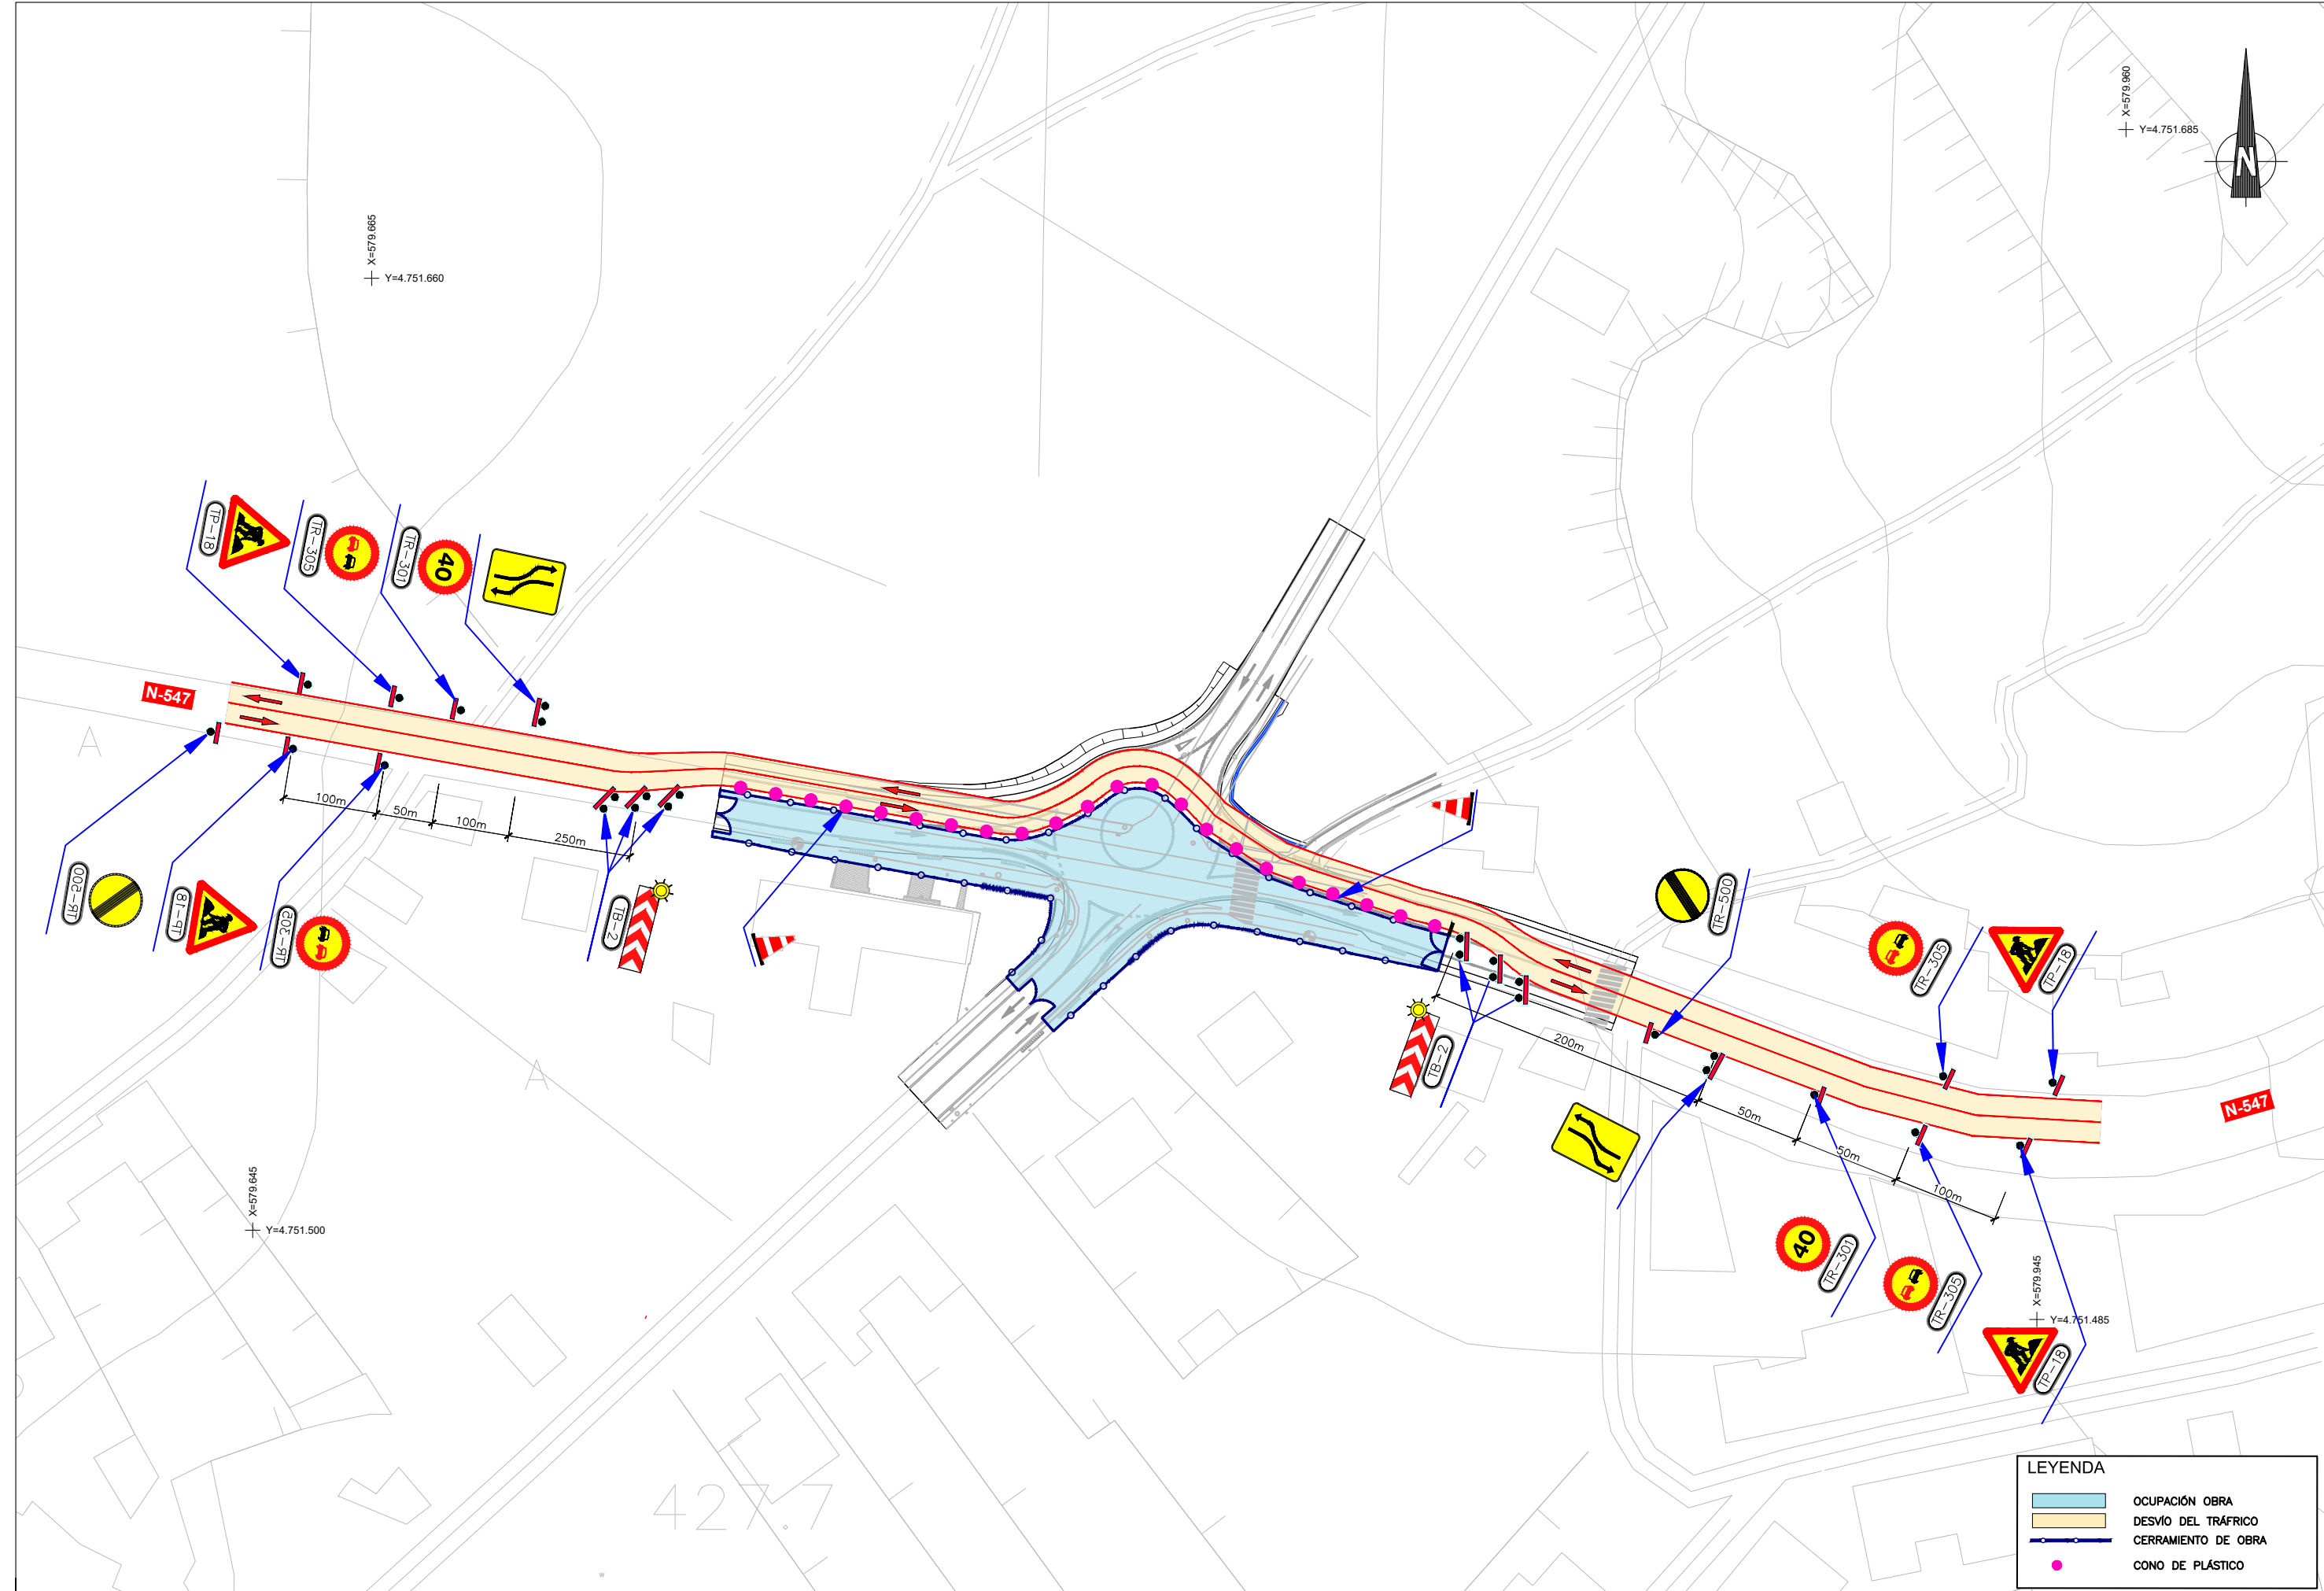 X=579.960
Y=4.751.685
N
X=579.665
Y=4.751.660
TP-18
TR-305
TR-301
40
N-547
A
100m
50m
100m
250m
TR-500
TP-18
TR-305
TB-2
A
TR-500
TR-305
TP-18
TB-2
200m
50m
50m
100m
N-547
40
TR-301
TR-305
TP-18
X=579.645
Y=4.751.500
X=579.945
Y=4.751.485
427.7
LEYENDA
OCUPACIÓN OBRA
DESVÍO DEL TRÁFRICO
CERRAMIENTO DE OBRA
CONO DE PLÁSTICO